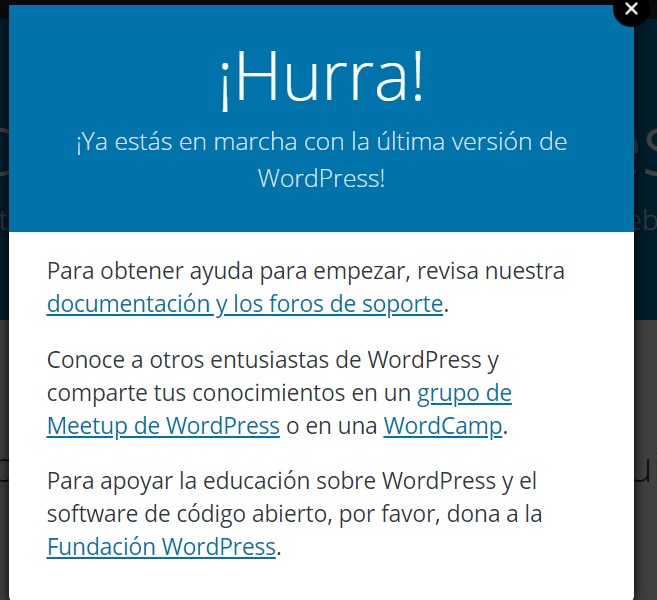 ¡Hurra!
¡Ya estás en marcha con la última versión de
WordPress!
Para obtener ayuda para empezar, revisa nuestra
documentación y los foros de soporte.
Conoce a otros entusiastas de WordPress y
comparte tus conocimientos en un grupo de
Meetup de WordPress o en una WordCamp.
Para apoyar la educación sobre WordPress y el
software de código abierto, por favor, dona a la
Fundación WordPress.